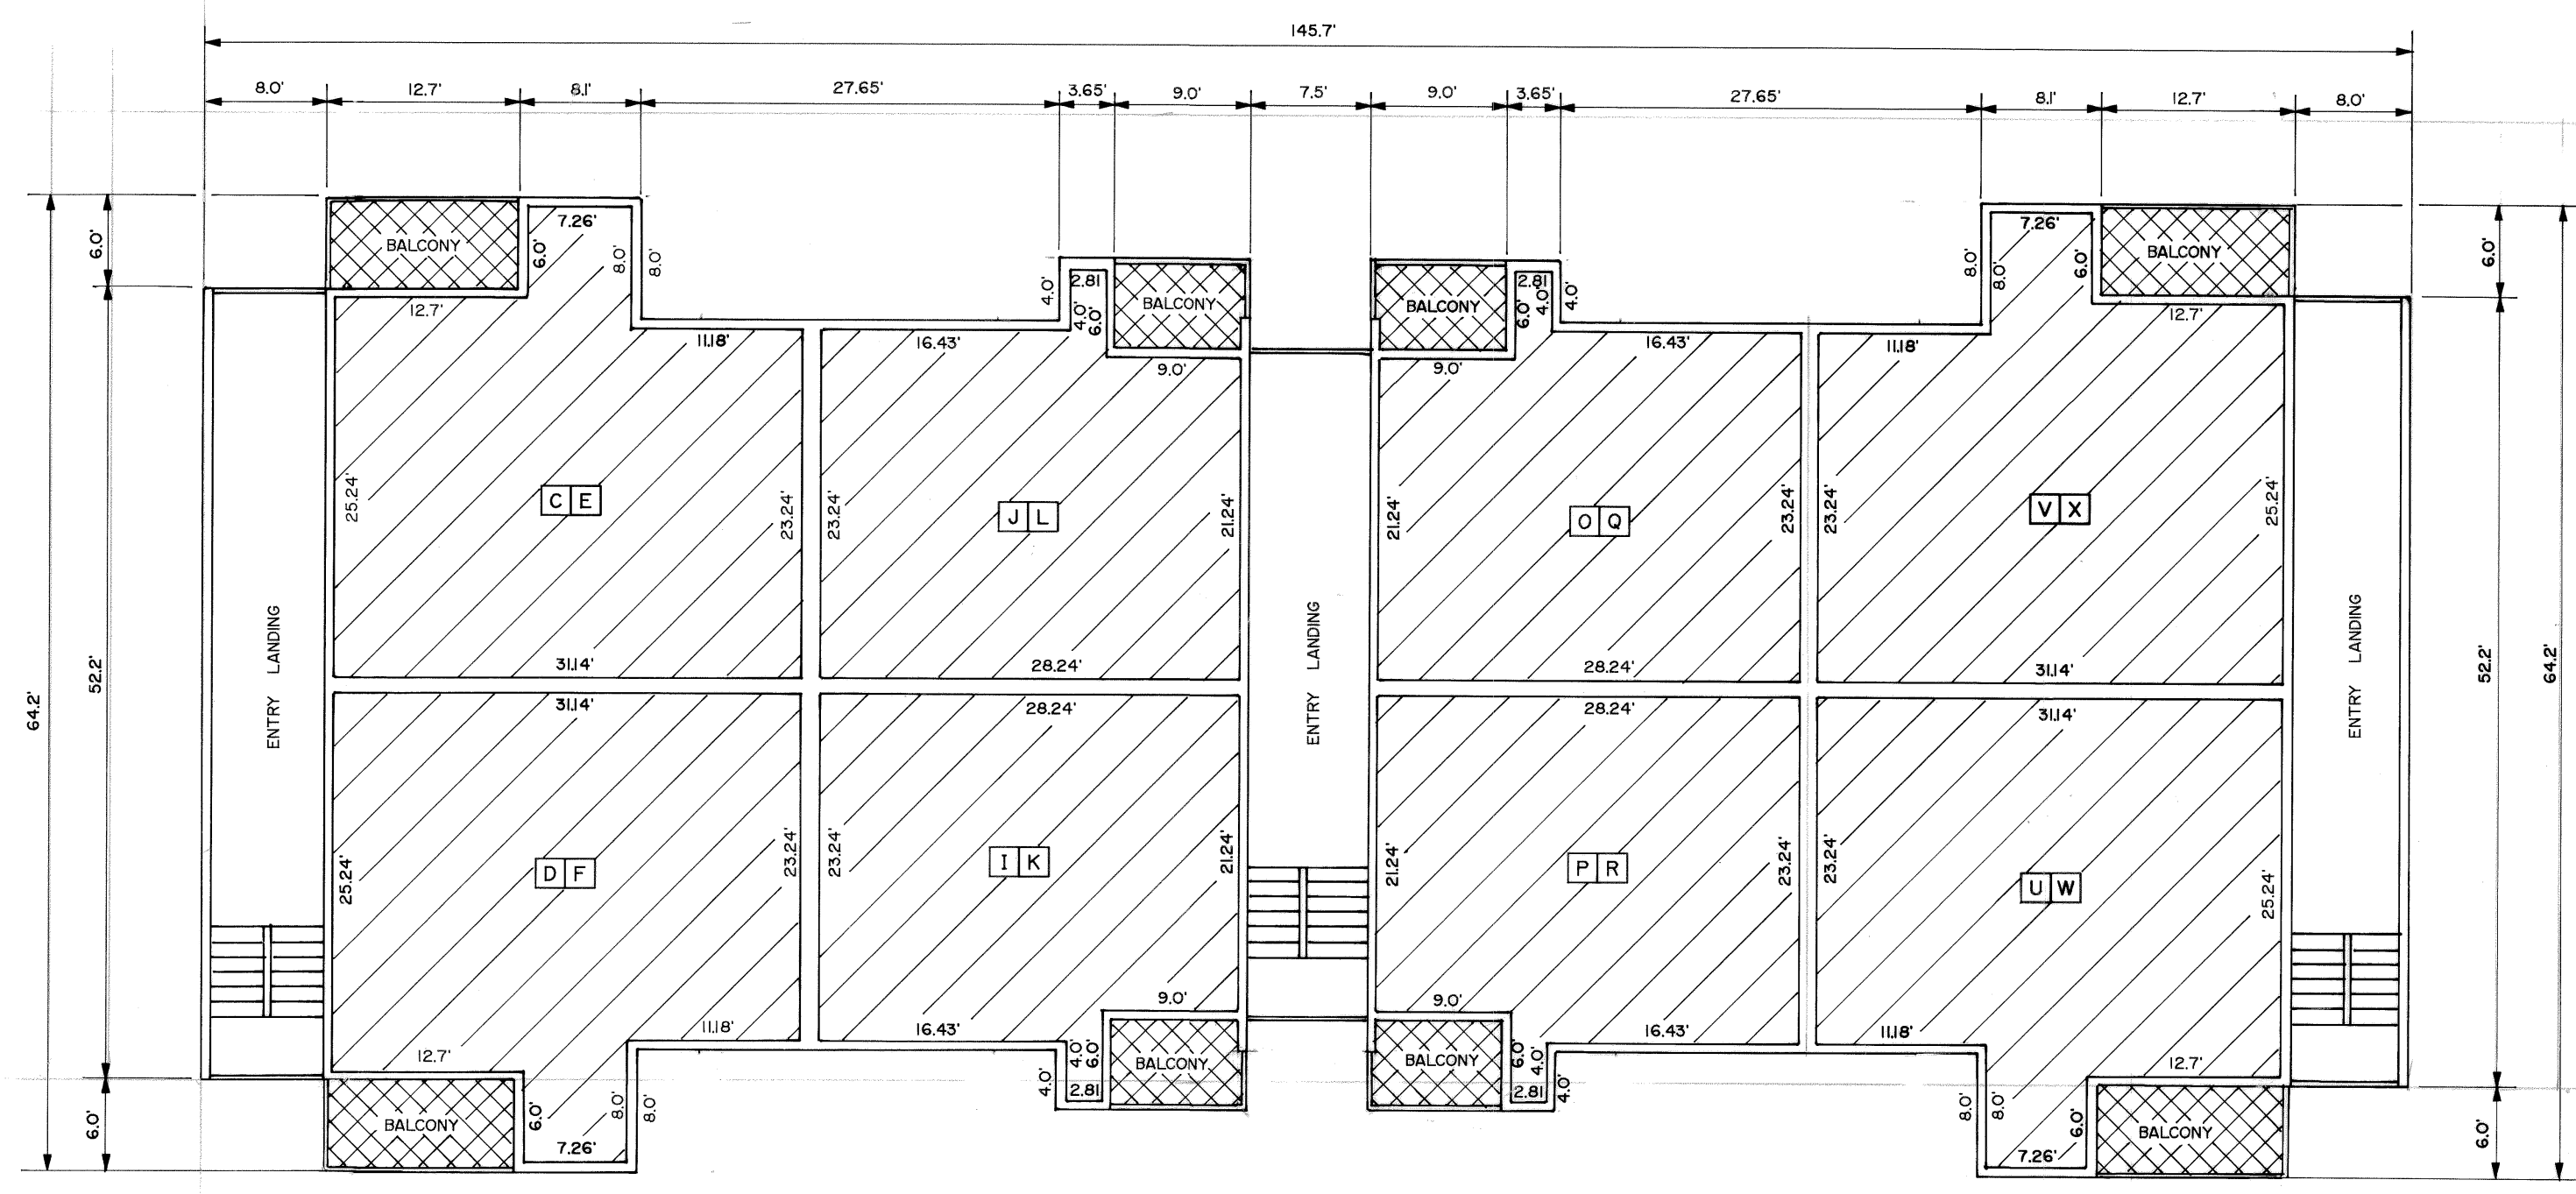 145.7'
8.0' 12.7' 8.1' 27.65' 3.65' 9.0' 7.5' 9.0' 3.65' 27.65' 8.1' 12.7' 8.0'
6.0' BALCONY 7.26' 6.0' 8.0' 8.0' 8.0' 8.0' 7.26' 6.0' BALCONY 6.0'
4.0' 2.81 4.0' 6.0' BALCONY BALCONY 2.81 6.0' 4.0' 4.0'
12.7' 11.18' 16.43' 9.0' 9.0' 16.43' 11.18' 12.7'
25.24' C E 23.24' 23.24' J L 21.24' 21.24' O Q 23.24' 23.24' V X 25.24'
ENTRY LANDING ENTRY LANDING ENTRY LANDING
64.2' 52.2' 52.2' 64.2'
31.14' 28.24' 28.24' 31.14'
31.14' 28.24' 28.24' 31.14'
25.24' D F 23.24' 23.24' I K 21.24' 21.24' P R 23.24' 23.24' U W 25.24'
12.7' 11.18' 16.43' 9.0' 9.0' 16.43' 11.18' 12.7'
4.0' 4.0' 6.0' 2.81 BALCONY BALCONY 6.0' 4.0' 2.81 4.0'
6.0' BALCONY 6.0' 7.26' 8.0' 8.0' 8.0' 8.0' 7.26' 6.0' BALCONY 6.0'